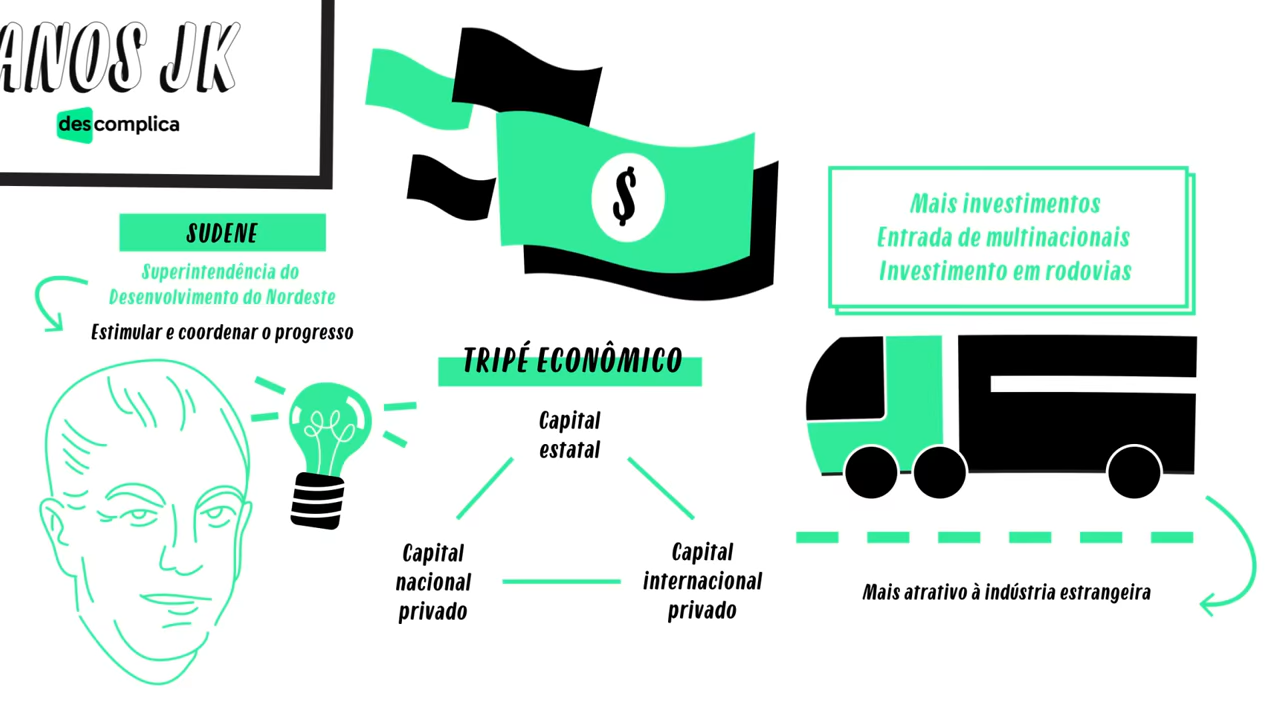 ANOS JK
descomplica
SUDENE
Superintendência do
Desenvolvimento do Nordeste
Estimular e coordenar o progresso
$
TRIPÉ ECONÔMICO
Capital
estatal
Capital
nacional
privado
Capital
internacional
privado
Mais investimentos
Entrada de multinacionais
Investimento em rodovias
Mais atrativo à indústria estrangeira